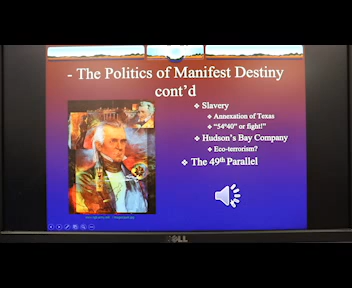 - The Politics of Manifest Destiny
cont'd
Slavery
Annexation of Texas
"54°40" or fight!"
Hudson's Bay Company
Eco-terrorism?
The 49th Parallel
DELL